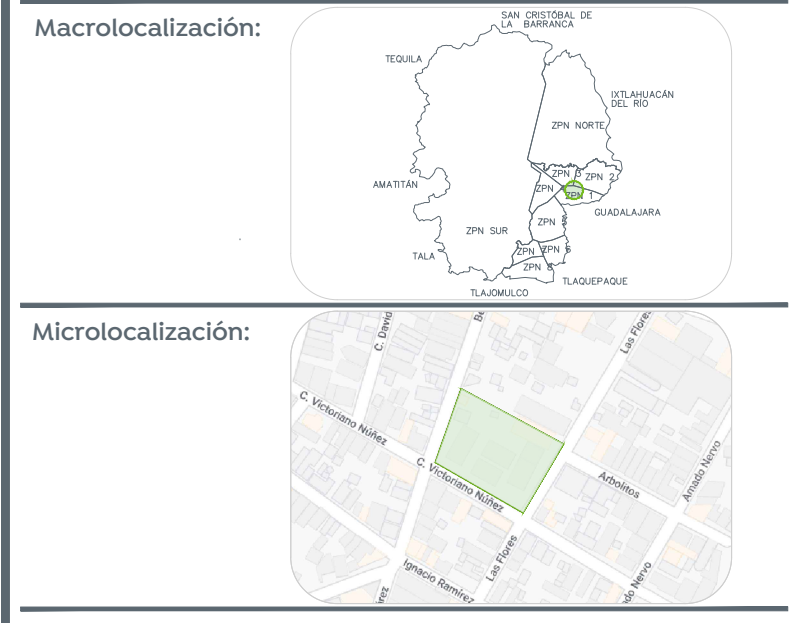 Macrolocalización:
SAN CRISTÓBAL DE
LA BARRANCA
TEQUILA
IXTLAHUACÁN
DEL RÍO
ZPN NORTE
ZPN 3
ZPN 2
AMATITÁN
ZPN
ZPN 1
GUADALAJARA
ZPN
ZPN SUR
ZPN
ZPN 6
TALA
ZPN
TLAQUEPAQUE
TLAJOMULCO
Microlocalización:
C. David
Las Flores
C. Victoriano Núñez
C. Victoriano Núñez
Arbolitos
Amado Nervo
Las Flores
Ignacio Ramírez
Nervo